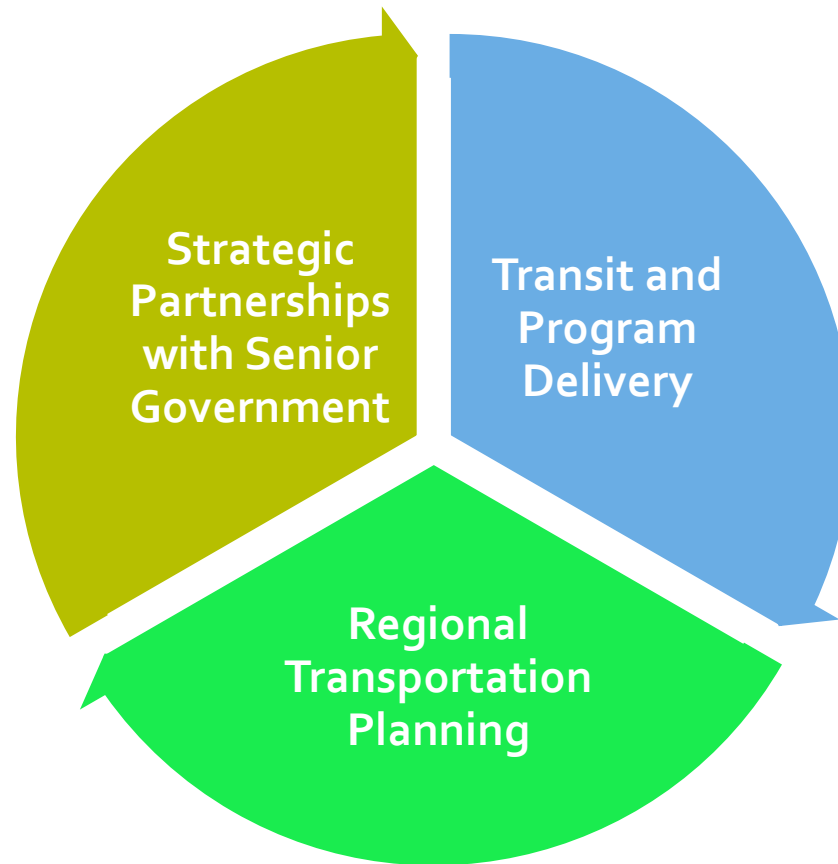 Strategic
Partnerships
with Senior
Government
Transit and
Program
Delivery
Regional
Transportation
Planning